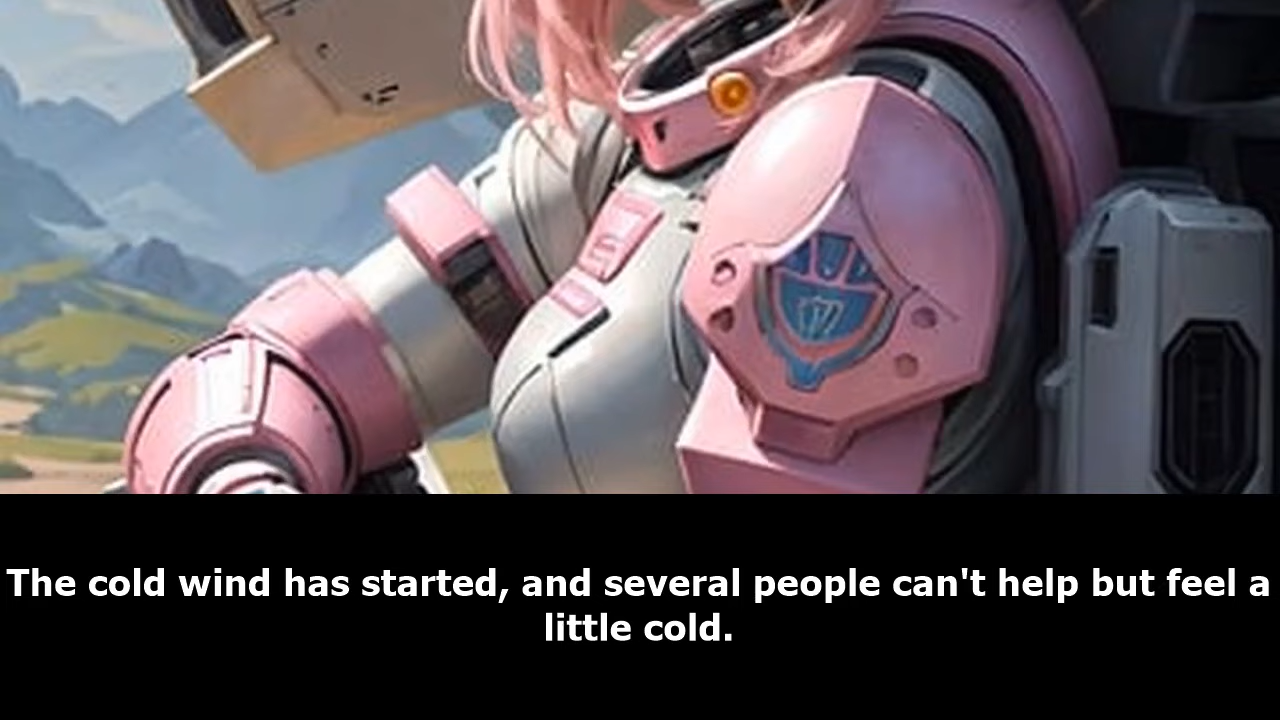 The cold wind has started, and several people can't help but feel a
little cold.